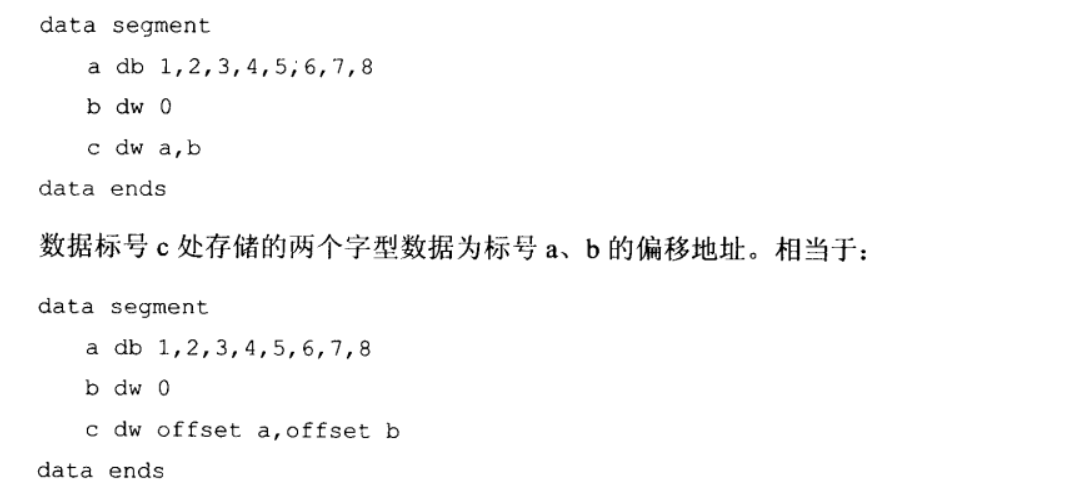 data segment
a db 1,2,3,4,5;6,7,8
b dw 0
c dw a,b
data ends
数据标号 c 处存储的两个字型数据为标号 a、b 的偏移地址。相当于：
data segment
a db 1,2,3,4,5,6,7,8
b dw 0
c dw offset a,offset b
data ends